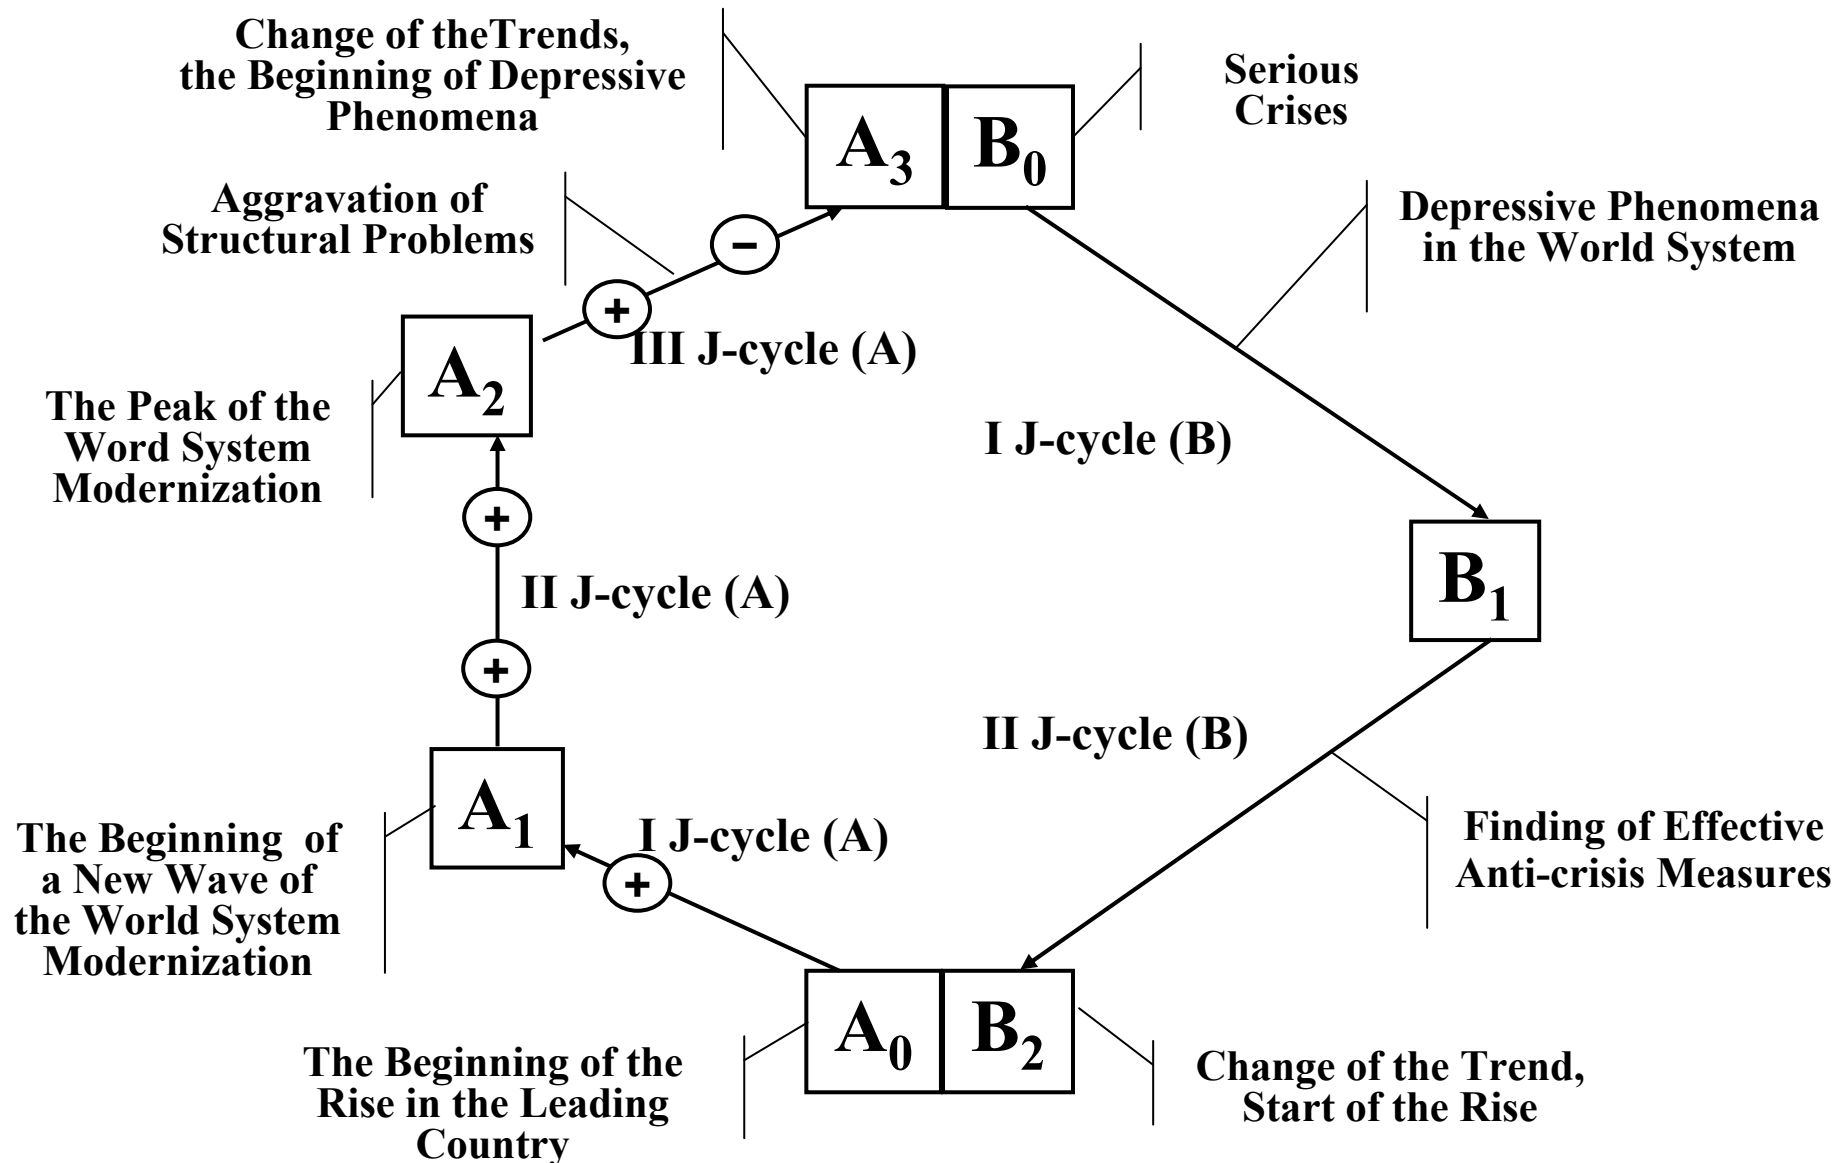 Change of theTrends,
the Beginning of Depressive
Phenomena
A3
B0
Serious
Crises
Aggravation of
Structural Problems
−
+
III J-cycle (A)
Depressive Phenomena
in the World System
A2
The Peak of the
Word System
Modernization
I J-cycle (B)
+
II J-cycle (A)
+
B1
II J-cycle (B)
A1
The Beginning  of
a New Wave of
the World System
Modernization
I J-cycle (A)
+
Finding of Effective
Anti-crisis Measures
A0
B2
The Beginning of the
Rise in the Leading
Country
Change of the Trend,
Start of the Rise